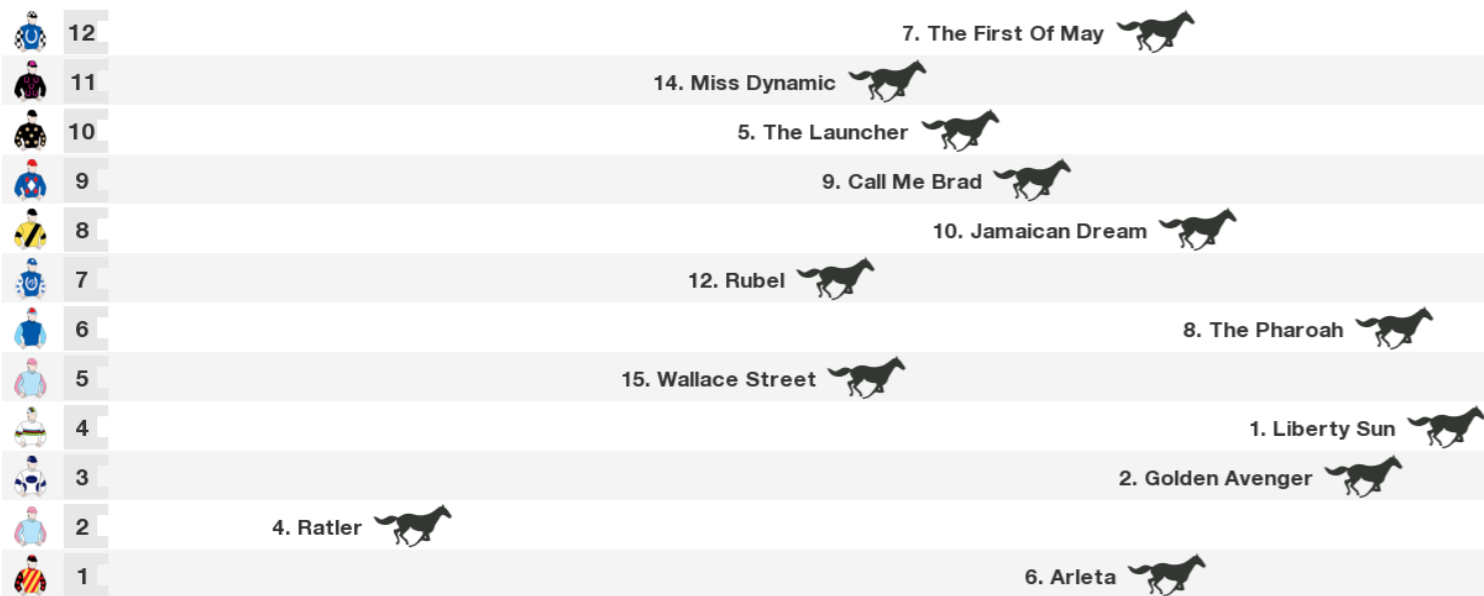 12 7. The First Of May
11 14. Miss Dynamic
10 5. The Launcher
9 9. Call Me Brad
8 10. Jamaican Dream
7 12. Rubel
6 8. The Pharoah
5 15. Wallace Street
4 1. Liberty Sun
3 2. Golden Avenger
2 4. Ratler
1 6. Arleta